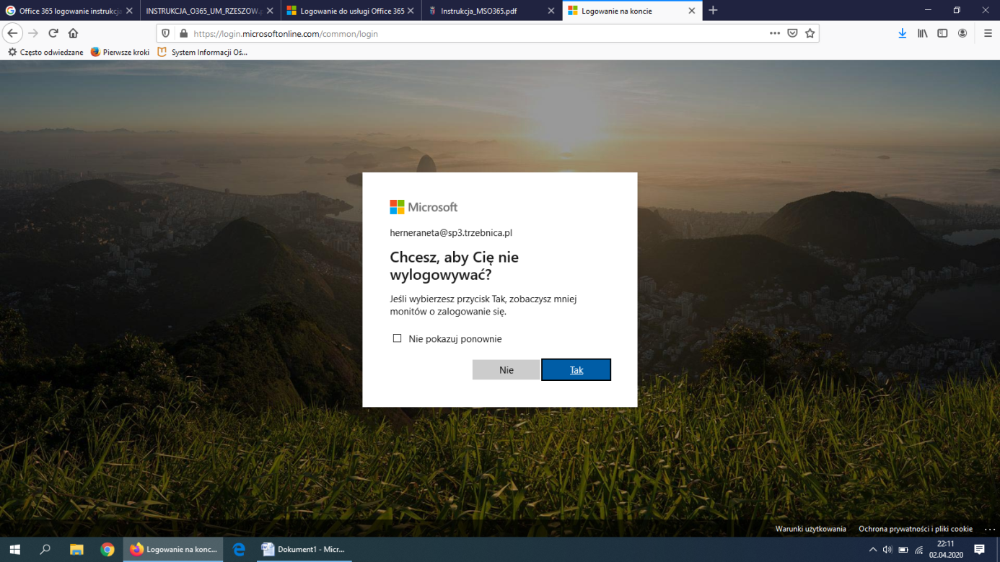 Office 365 logowanie instrukcja
INSTRUKCJA_O365_UM_RZESZOW.p
Logowanie do usługi Office 365
Instrukcja_MSO365.pdf
Logowanie na koncie
https://login.microsoftonline.com/common/login
Często odwiedzane
Pierwsze kroki
System Informacji Oś...
Microsoft
herneraneta@sp3.trzebnica.pl
Chcesz, aby Cię nie
wylogowywać?
Jeśli wybierzesz przycisk Tak, zobaczysz mniej
monitów o zalogowanie się.
Nie pokazuj ponownie
Nie
Tak
Warunki użytkowania
Ochrona prywatności i pliki cookie
...
Logowanie na konc...
Dokument1 - Micr...
22:11
02.04.2020